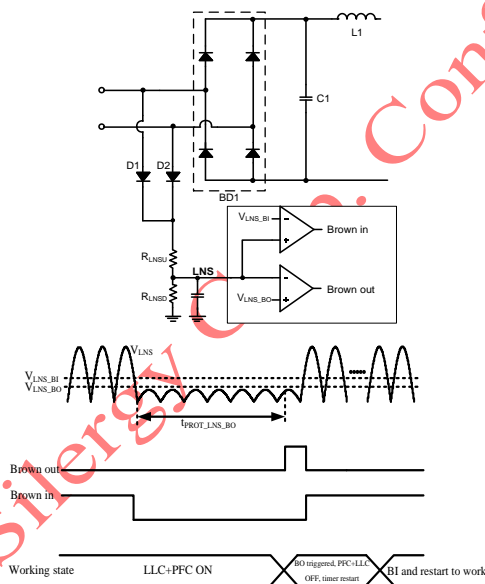 L1
C1
D1
D2
BD1
V_LNS_BI
Brown in
R_LNSU
LNS
R_LNSD
V_LNS_BO
Brown out
V_LNS
V_LNS_BI
V_LNS_BO
t_PROT_LNS_BO
Brown out
Brown in
Working state
LLC+PFC ON
BO triggered, PFC+LLC
OFF, timer restart
BI and restart to work
Silergy Co
. Cons